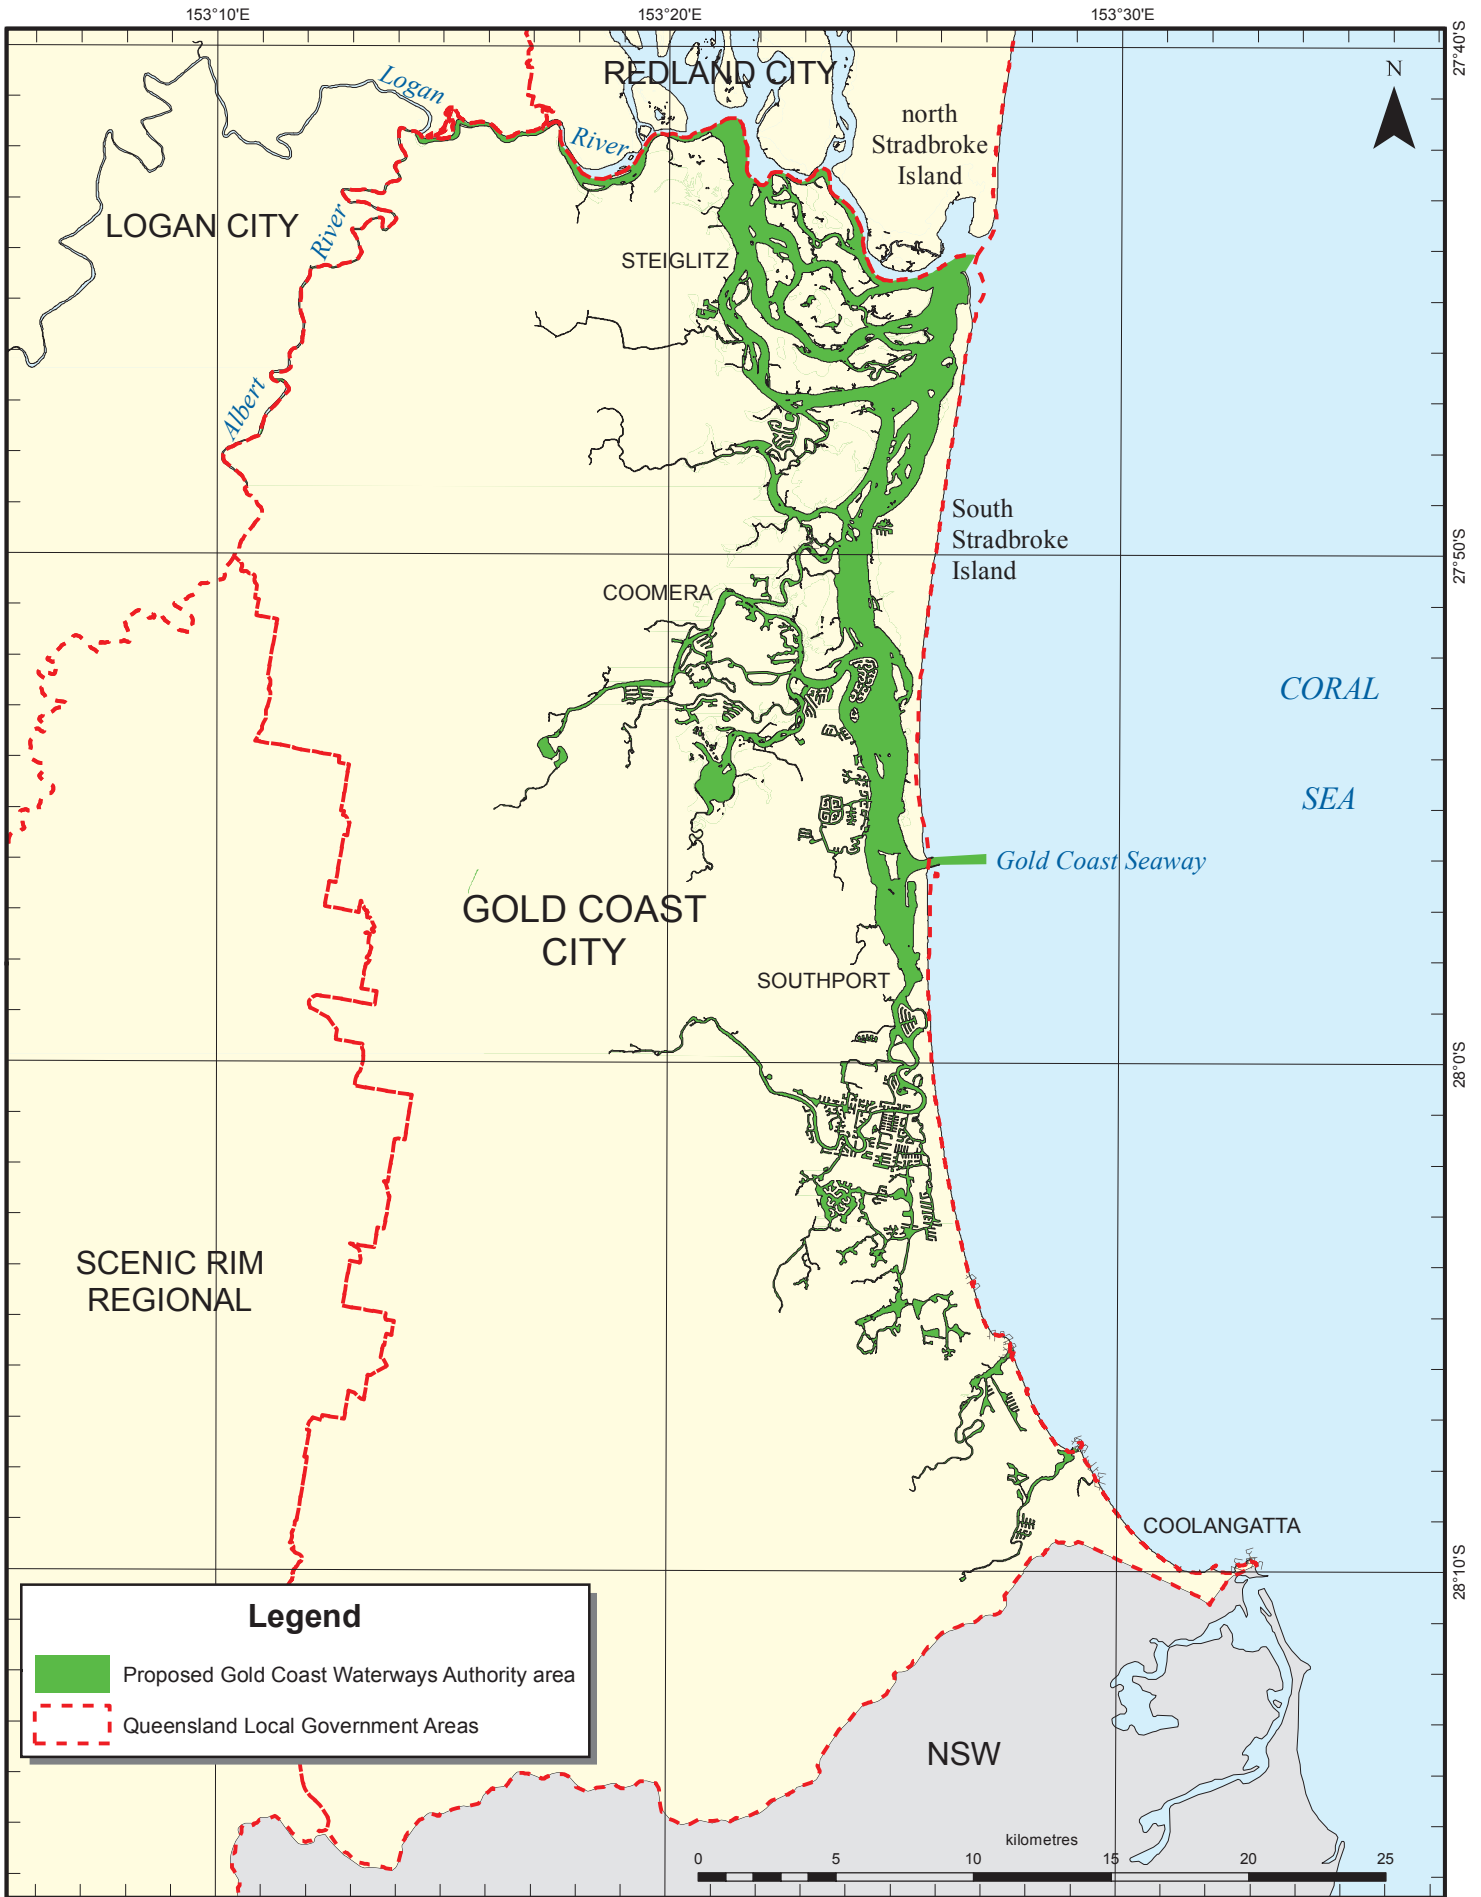 153°10'E
153°20'E
153°30'E
27°40'S
N
REDLAND CITY
Logan
River
north
Stradbroke
Island
LOGAN CITY
River
STEIGLITZ
Albert
South
Stradbroke
Island
27°50'S
COOMERA
CORAL
SEA
Gold Coast Seaway
GOLD COAST
CITY
SOUTHPORT
28°0'S
SCENIC RIM
REGIONAL
COOLANGATTA
28°10'S
Legend
Proposed Gold Coast Waterways Authority area
Queensland Local Government Areas
NSW
kilometres
0 5 10 15 20 25